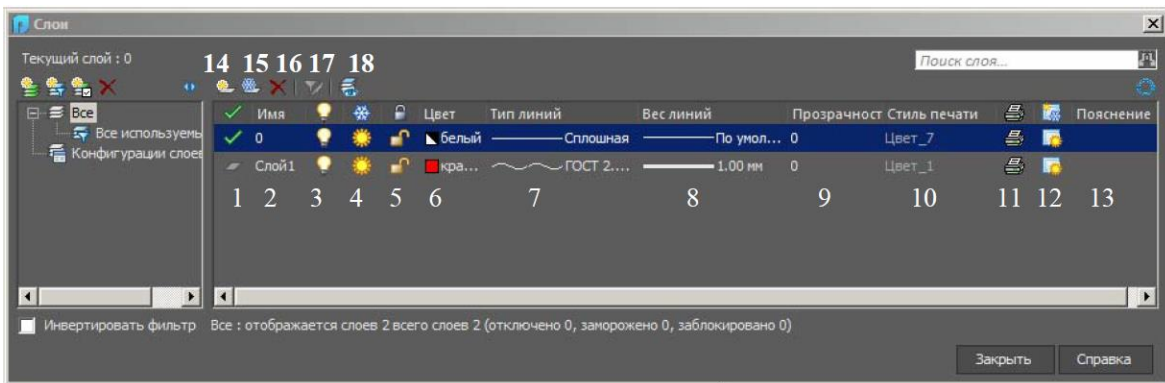 Слои
Текущий слой : 0
14 15 16 17 18
Поиск слоя...
Все
Все используемь
Конфигурации слоев
Имя Цвет Тип линий Вес линий Прозрачност Стиль печати Пояснение
0 белый Сплошная По умол... 0 Цвет_7
Слой1 кра... ГОСТ 2.... 1.00 мм 0 Цвет_1
1 2 3 4 5 6 7 8 9 10 11 12 13
Инвертировать фильтр Все : отображается слоев 2 всего слоев 2 (отключено 0, заморожено 0, заблокировано 0)
Закрыть Справка